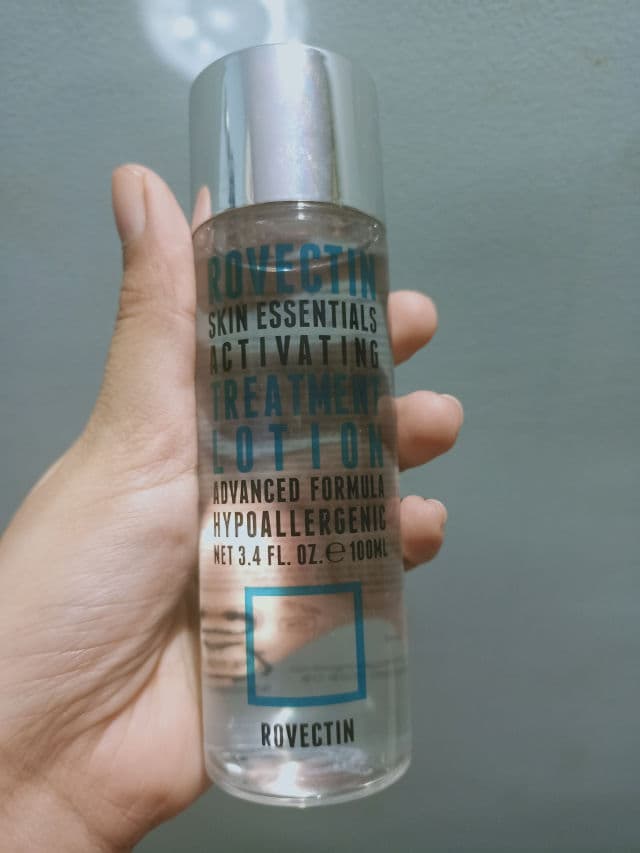 ROVECTIN
SKIN ESSENTIALS
ACTIVATING
TREATMENT
LOTION
ADVANCED FORMULA
HYPOALLERGENIC
NET 3.4 FL. OZ. ℮ 100ML
ROVECTIN